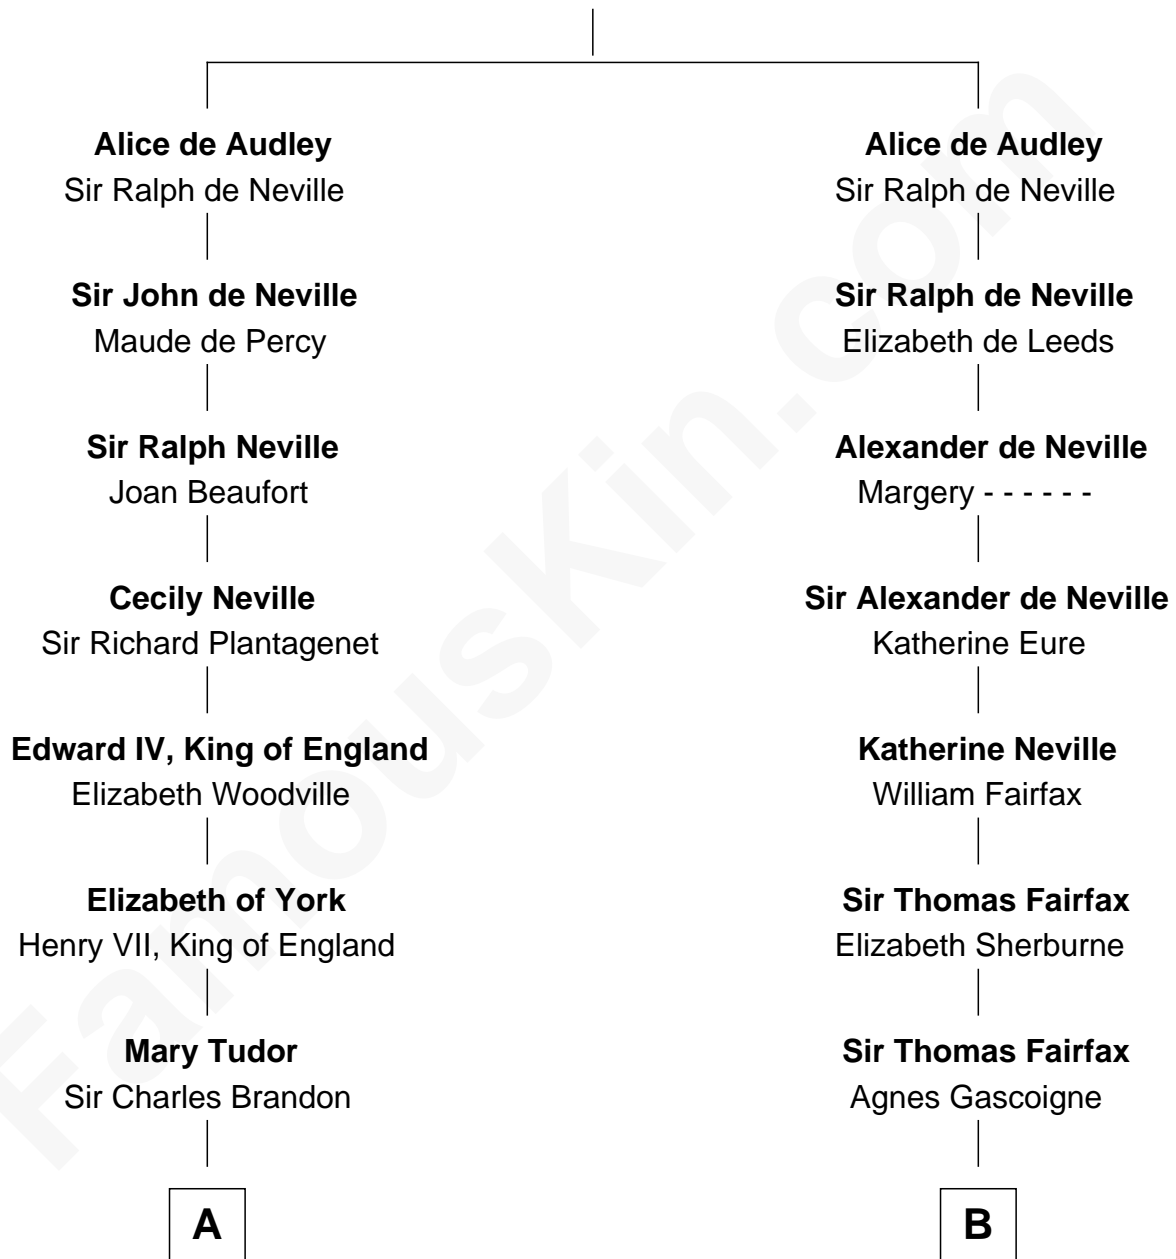 Alice de Audley
Sir Ralph de Neville
Sir John de Neville
Maude de Percy
Sir Ralph Neville
Joan Beaufort
Cecily Neville
Sir Richard Plantagenet
Edward IV, King of England
Elizabeth Woodville
Elizabeth of York
Henry VII, King of England
Mary Tudor
Sir Charles Brandon
A
Alice de Audley
Sir Ralph de Neville
Sir Ralph de Neville
Elizabeth de Leeds
Alexander de Neville
Margery - - - - - -
Sir Alexander de Neville
Katherine Eure
Katherine Neville
William Fairfax
Sir Thomas Fairfax
Elizabeth Sherburne
Sir Thomas Fairfax
Agnes Gascoigne
B
FamousKin.com